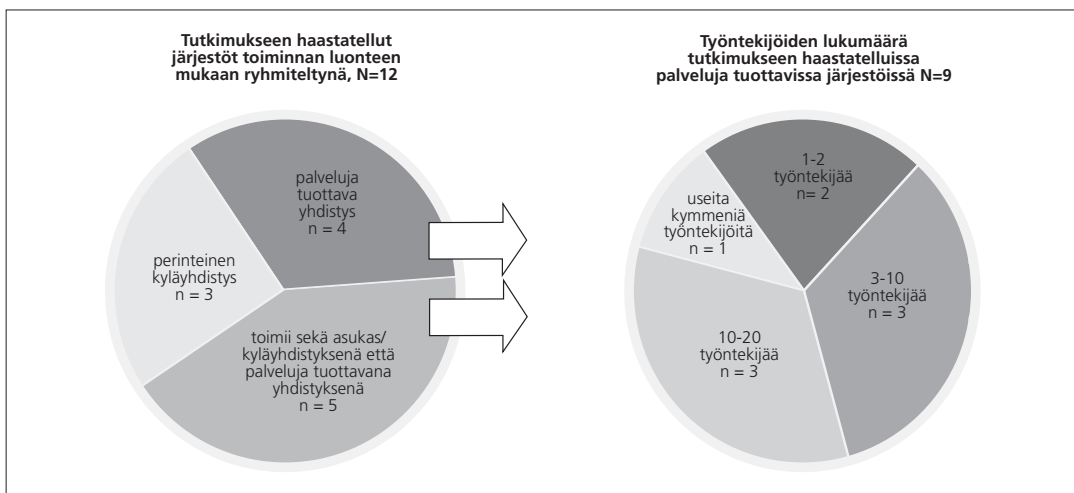 Tutkimukseen haastatellut
järjestöt toiminnan luonteen
mukaan ryhmiteltynä, N=12
palveluja
tuottava
yhdistys
n = 4
perinteinen
kyläyhdistys
n = 3
toimii sekä asukas/
kyläyhdistyksenä että
palveluja tuottavana
yhdistyksenä
n = 5
Työntekijöiden lukumäärä
tutkimukseen haastatelluissa
palveluja tuottavissa järjestöissä N=9
1-2
työntekijää
n= 2
useita
kymmeniä
työntekijöitä
n = 1
3-10
työntekijää
n = 3
10-20
työntekijää
n = 3